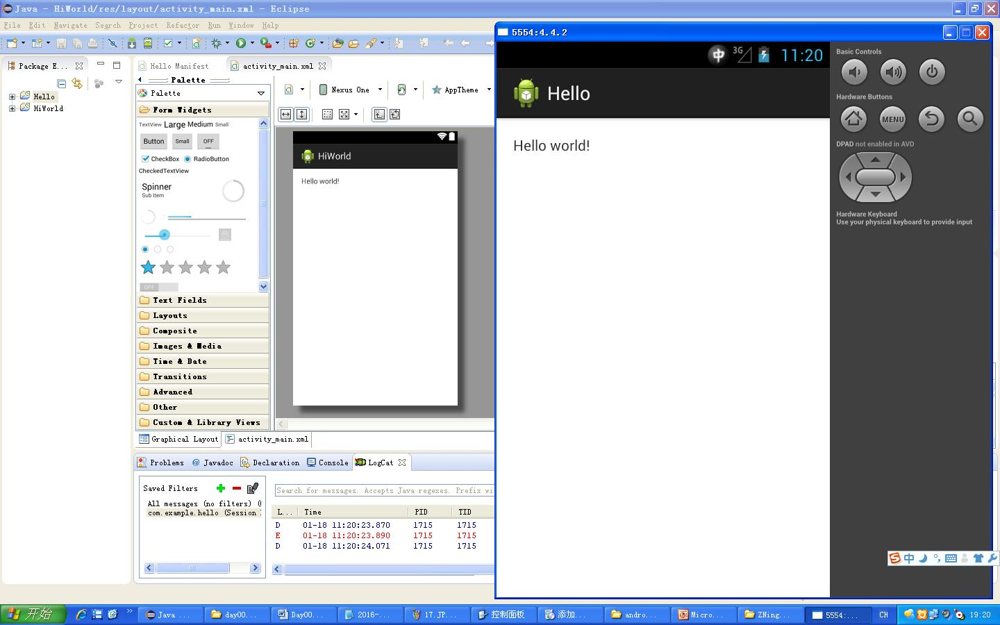 Java - HiWorld/res/layout/activity_main.xml - Eclipse
File Edit Navigate Search Project Refactor Run Window Help
Package E...
Hello
HiWorld
Hello Manifest
activity_main.xml
Palette
Palette
Form Widgets
TextView Large Medium Small
Button Small OFF
CheckBox RadioButton
CheckedTextView
Spinner
Sub Item
OFF
Text Fields
Layouts
Composite
Images & Media
Time & Date
Transitions
Advanced
Other
Custom & Library Views
Graphical Layout
activity_main.xml
Nexus One
AppTheme
HiWorld
Hello world!
Problems
@ Javadoc
Declaration
Console
LogCat
Saved Filters
All messages (no filters) (
com.example.hello (Session
Search for messages. Accepts Java regexes. Prefix wi
L... Time PID TID
D 01-18 11:20:23.870 1715 1715
E 01-18 11:20:23.890 1715 1715
D 01-18 11:20:24.071 1715 1715
5554:4.4.2
中 3G 11:20
Hello
Hello world!
Basic Controls
Hardware Buttons
MENU
DPAD not enabled in AVD
Hardware Keyboard
Use your physical keyboard to provide input
S 中
开始
Java ...
day00...
Day00...
2016-...
17.JP...
控制面板
添加...
andro...
Micro...
ZNing...
5554:...
CH
19:20